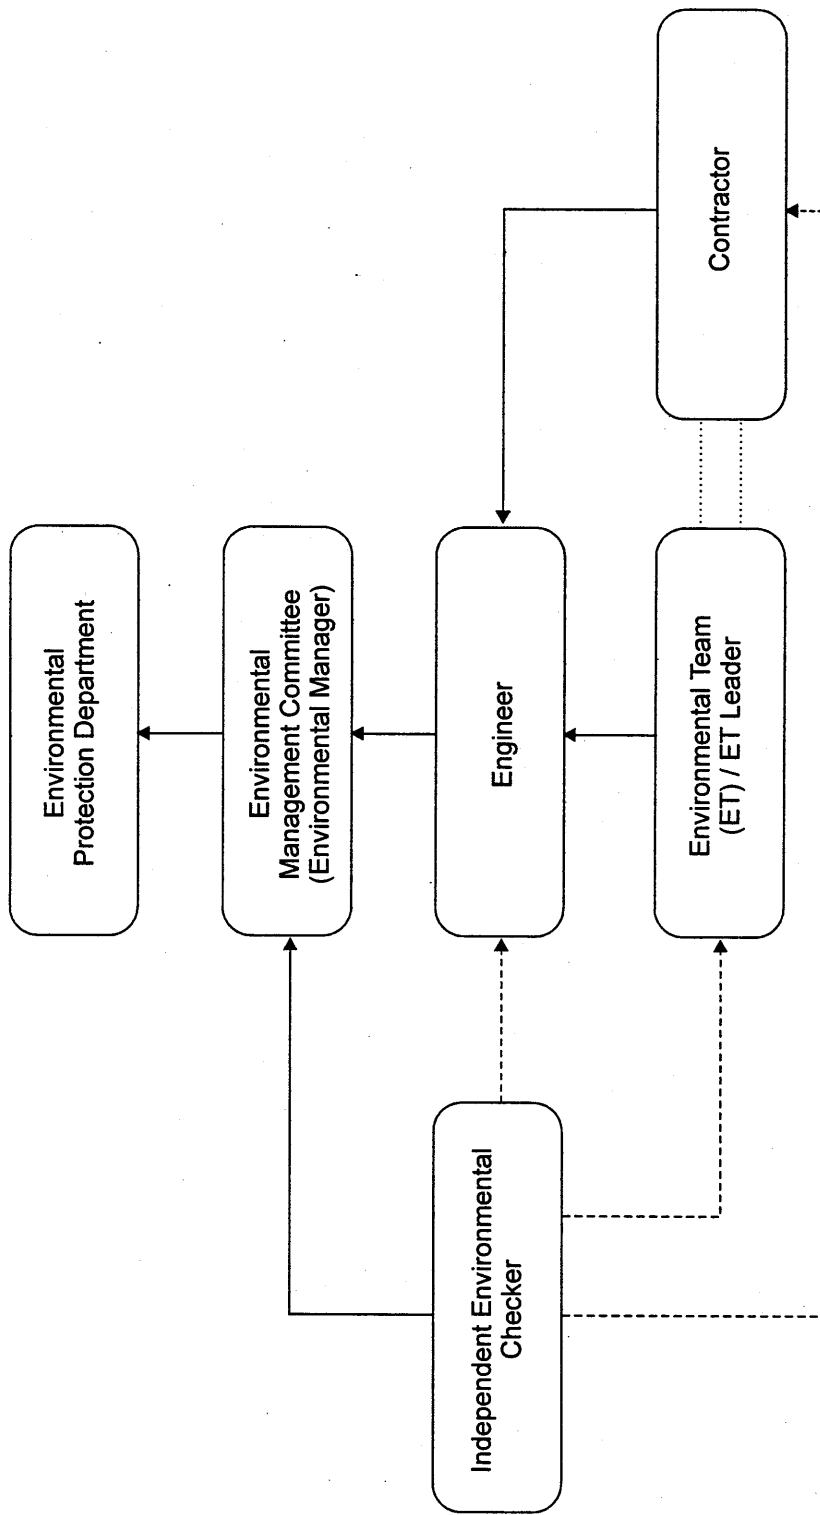 Environmental
Protection Department
Environmental
Management Committee
(Environmental Manager)
Independent Environmental
Checker
Engineer
Environmental Team
(ET) / ET Leader
Contractor